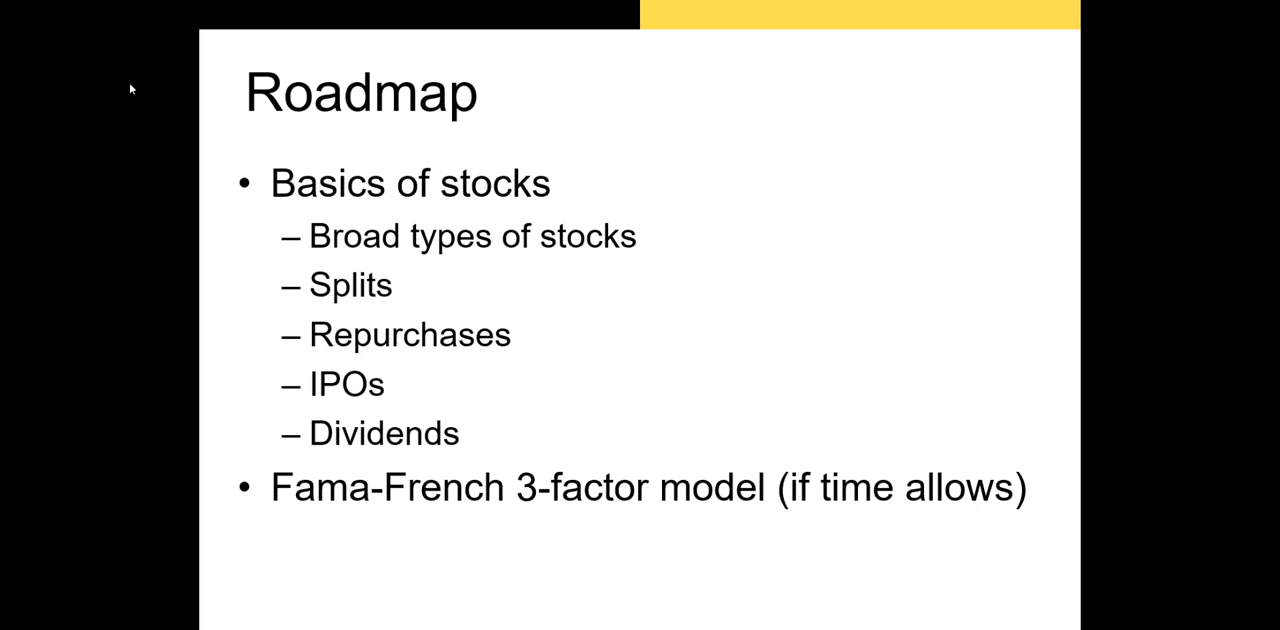 Roadmap
• Basics of stocks
– Broad types of stocks
– Splits
– Repurchases
– IPOs
– Dividends
• Fama-French 3-factor model (if time allows)